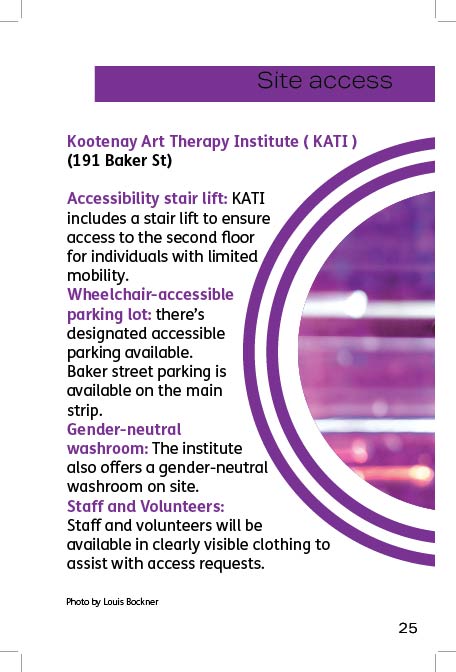 Site access
Kootenay Art Therapy Institute ( KATI )
(191 Baker St)
Accessibility stair lift: KATI
includes a stair lift to ensure
access to the second floor
for individuals with limited
mobility.
Wheelchair-accessible
parking lot: there’s
designated accessible
parking available.
Baker street parking is
available on the main
strip.
Gender-neutral
washroom: The institute
also offers a gender-neutral
washroom on site.
Staff and Volunteers:
Staff and volunteers will be
available in clearly visible clothing to
assist with access requests.
Photo by Louis Bockner
25